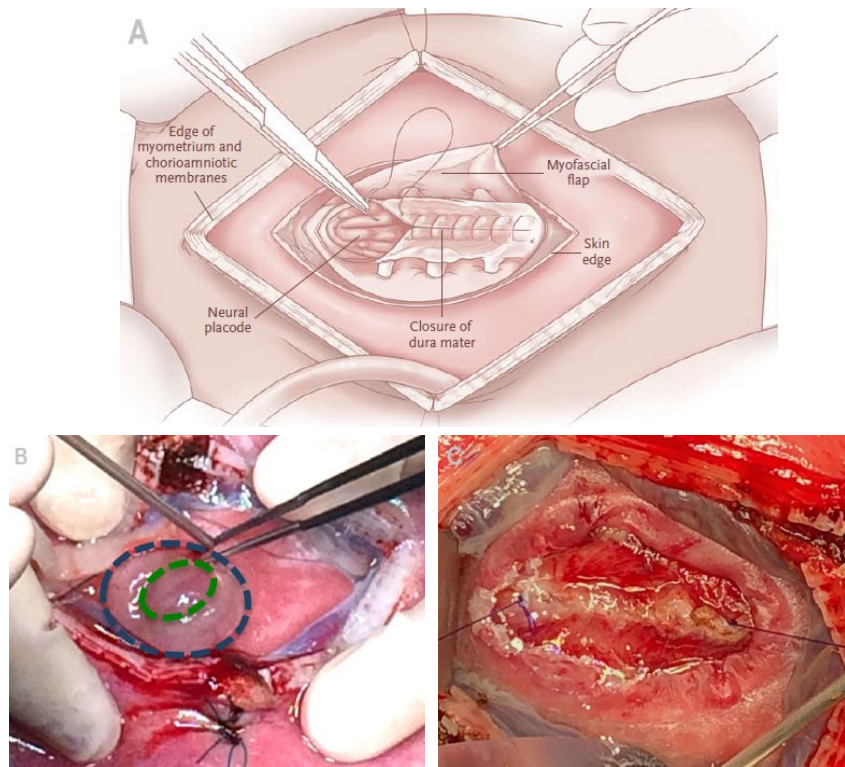 A
Edge of
myometrium and
chorioamniotic
membranes
Myofascial
flap
Skin
edge
Neural
placode
Closure of
dura mater
B
C